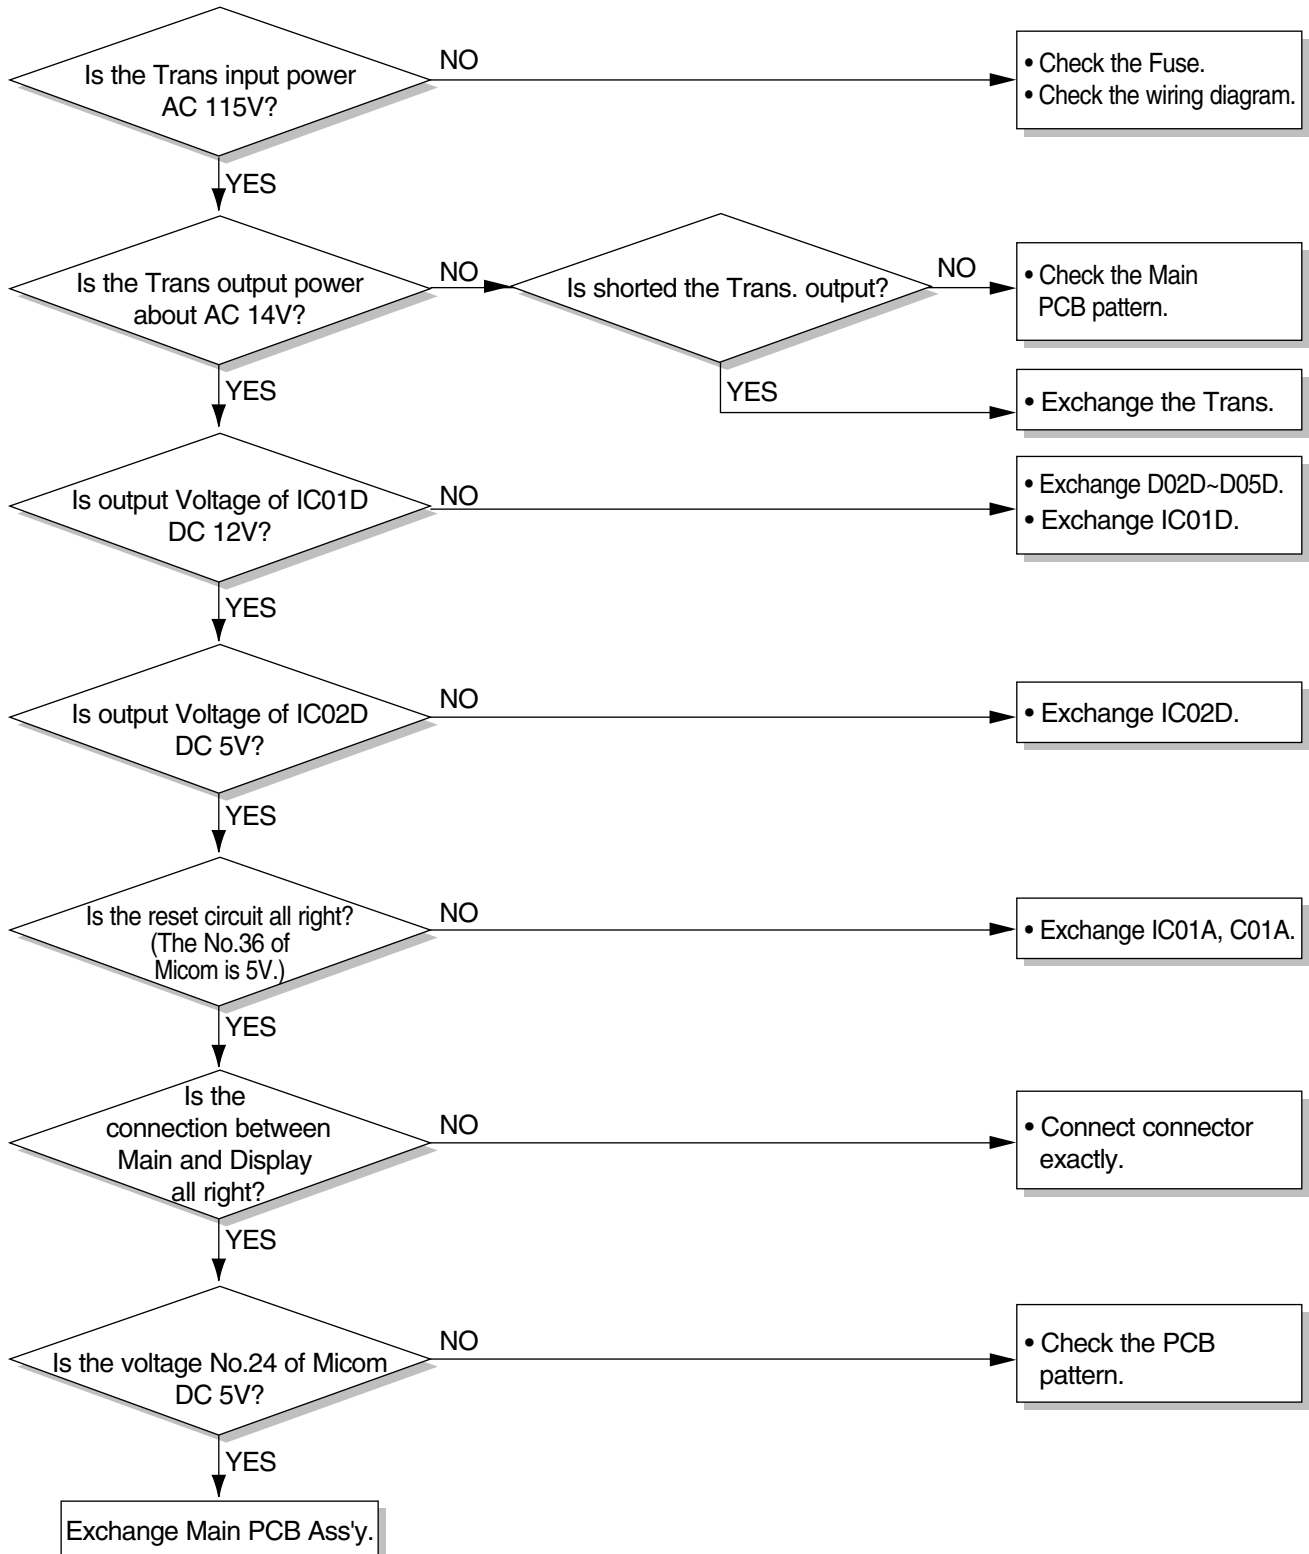 Is the Trans input power
AC 115V?
NO
• Check the Fuse.
• Check the wiring diagram.
YES
Is the Trans output power
about AC 14V?
NO
Is shorted the Trans. output?
NO
• Check the Main
PCB pattern.
YES
• Exchange the Trans.
YES
Is output Voltage of IC01D
DC 12V?
NO
• Exchange D02D~D05D.
• Exchange IC01D.
YES
Is output Voltage of IC02D
DC 5V?
NO
• Exchange IC02D.
YES
Is the reset circuit all right?
(The No.36 of
Micom is 5V.)
NO
• Exchange IC01A, C01A.
YES
Is the
connection between
Main and Display
all right?
NO
• Connect connector
exactly.
YES
Is the voltage No.24 of Micom
DC 5V?
NO
• Check the PCB
pattern.
YES
Exchange Main PCB Ass'y.